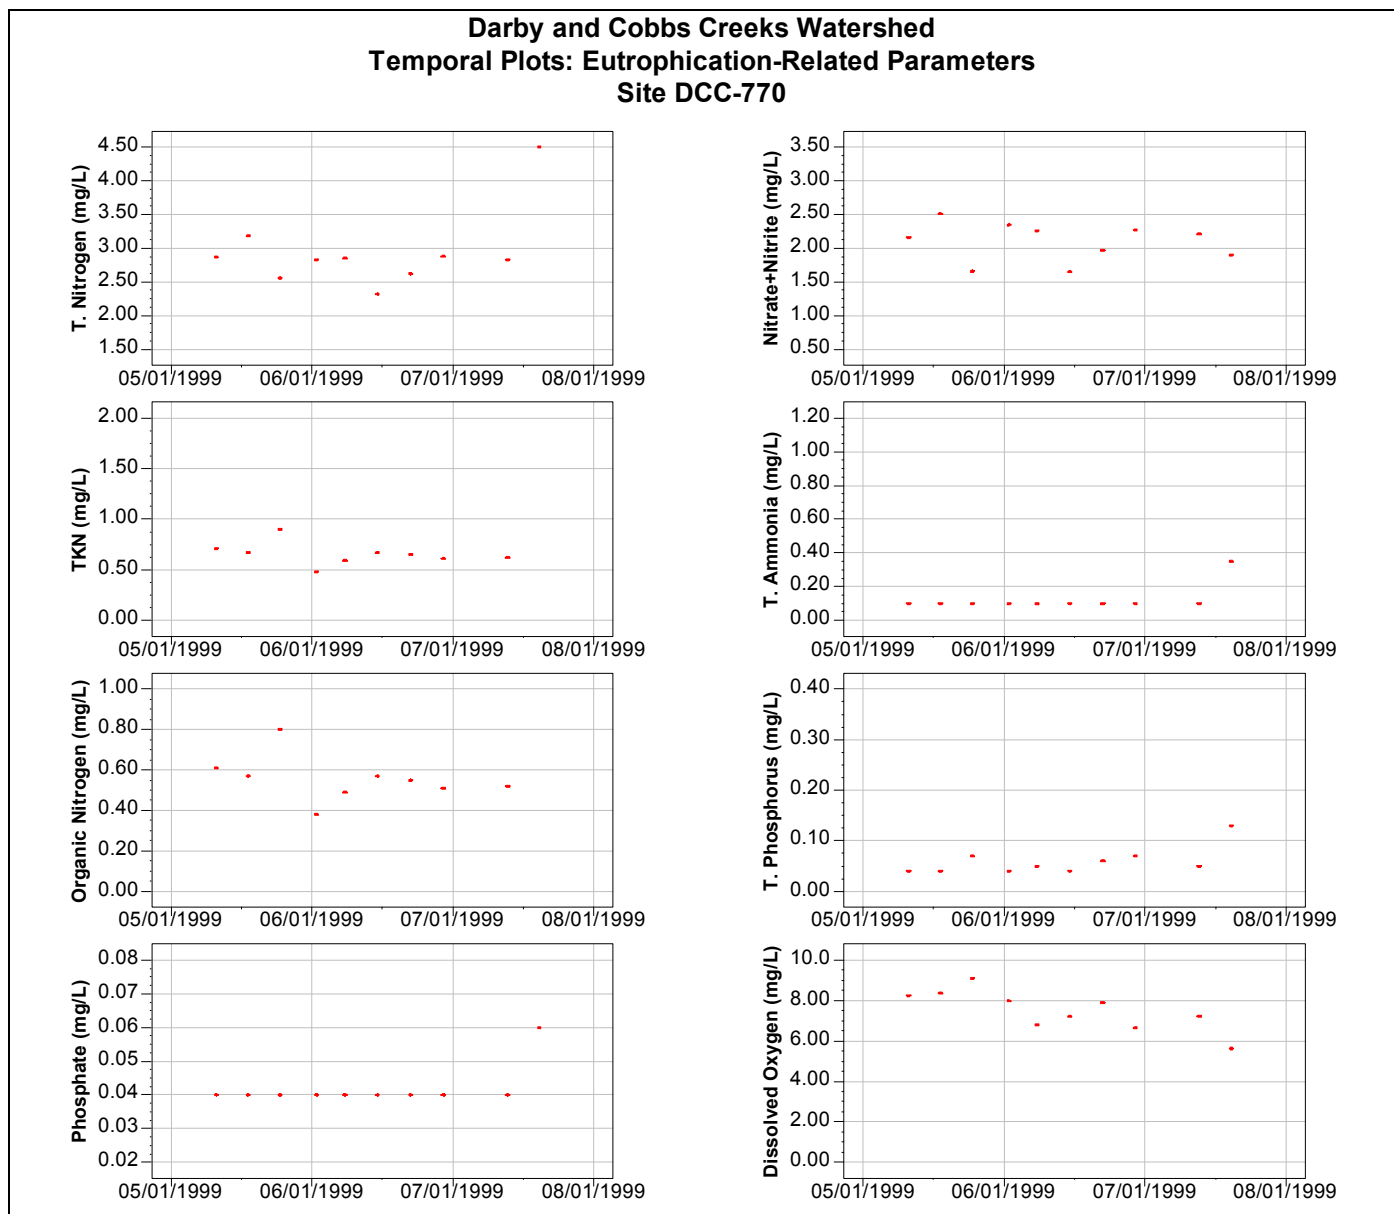 Darby and Cobbs Creeks Watershed
Temporal Plots: Eutrophication-Related Parameters
Site DCC-770
T. Nitrogen (mg/L)
4.50
4.00
3.50
3.00
2.50
2.00
1.50
05/01/1999 06/01/1999 07/01/1999 08/01/1999
Nitrate+Nitrite (mg/L)
3.50
3.00
2.50
2.00
1.50
1.00
0.50
05/01/1999 06/01/1999 07/01/1999 08/01/1999
TKN (mg/L)
2.00
1.50
1.00
0.50
0.00
05/01/1999 06/01/1999 07/01/1999 08/01/1999
T. Ammonia (mg/L)
1.20
1.00
0.80
0.60
0.40
0.20
0.00
05/01/1999 06/01/1999 07/01/1999 08/01/1999
Organic Nitrogen (mg/L)
1.00
0.80
0.60
0.40
0.20
0.00
05/01/1999 06/01/1999 07/01/1999 08/01/1999
T. Phosphorus (mg/L)
0.40
0.30
0.20
0.10
0.00
05/01/1999 06/01/1999 07/01/1999 08/01/1999
Phosphate (mg/L)
0.08
0.07
0.06
0.05
0.04
0.03
0.02
05/01/1999 06/01/1999 07/01/1999 08/01/1999
Dissolved Oxygen (mg/L)
10.0
8.00
6.00
4.00
2.00
0.00
05/01/1999 06/01/1999 07/01/1999 08/01/1999